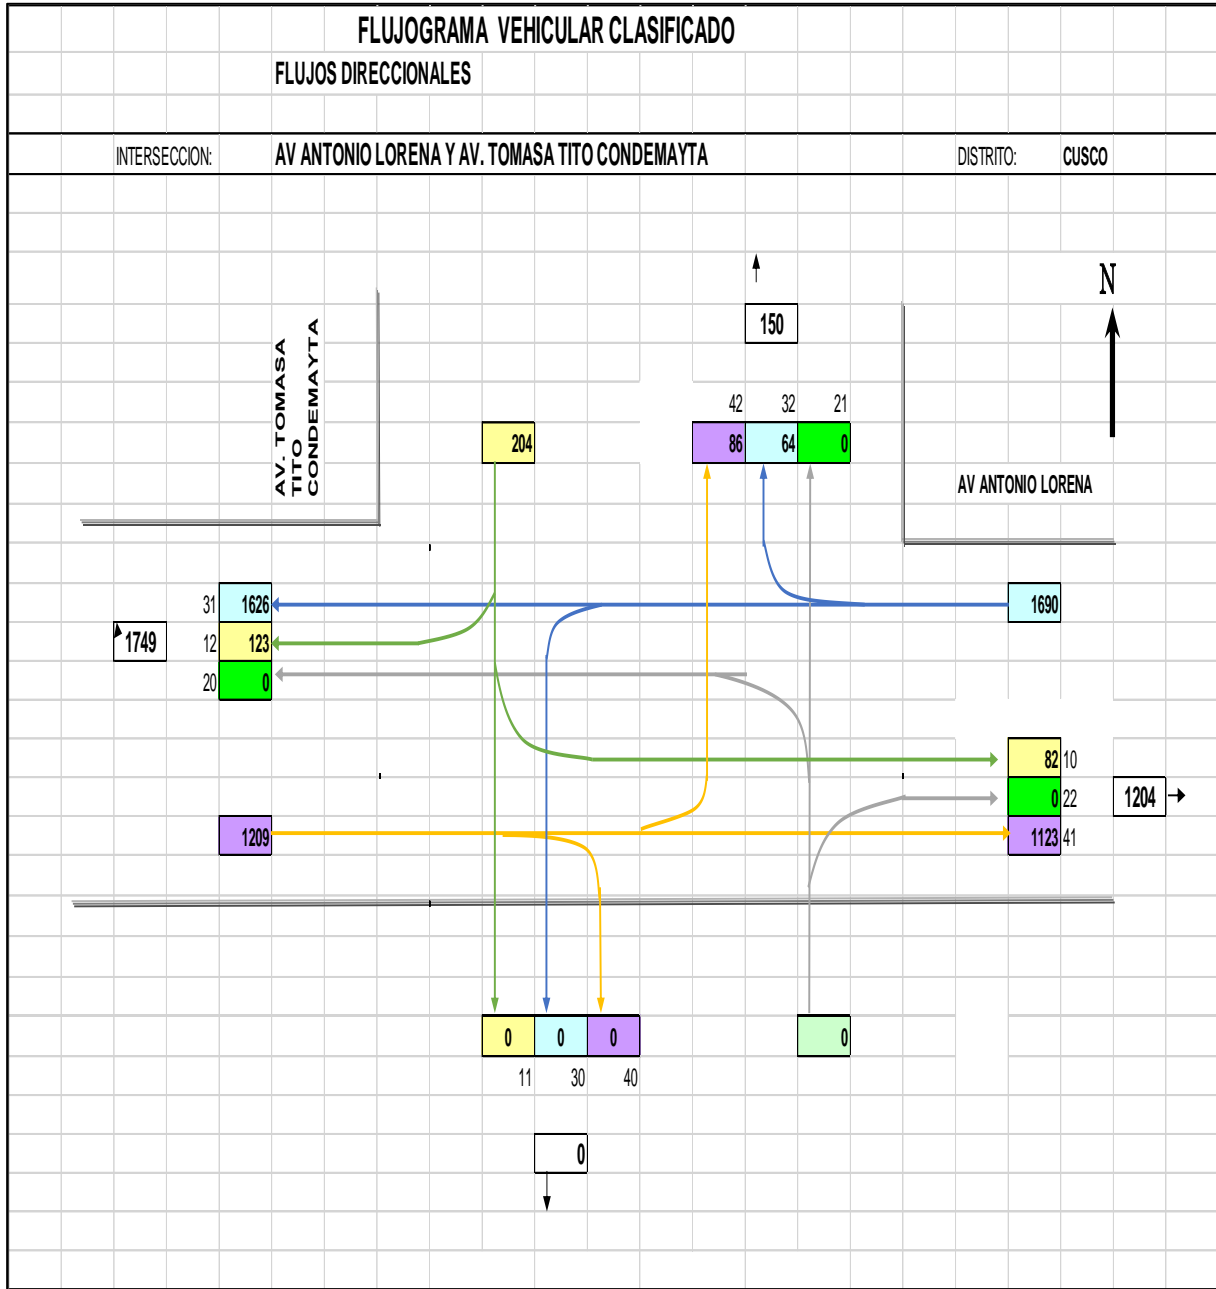 FLUJOGRAMA VEHICULAR CLASIFICADO
FLUJOS DIRECCIONALES
INTERSECCION: AV ANTONIO LORENA Y AV. TOMASA TITO CONDEMAYTA DISTRITO: CUSCO
N
150
AV. TOMASA
TITO
CONDEMAYTA
42 32 21
204 86 64 0
AV ANTONIO LORENA
31 1626 1690
1749 12 123
20 0
82 10
0 22 1204
1209 1123 41
0 0 0 0
11 30 40
0